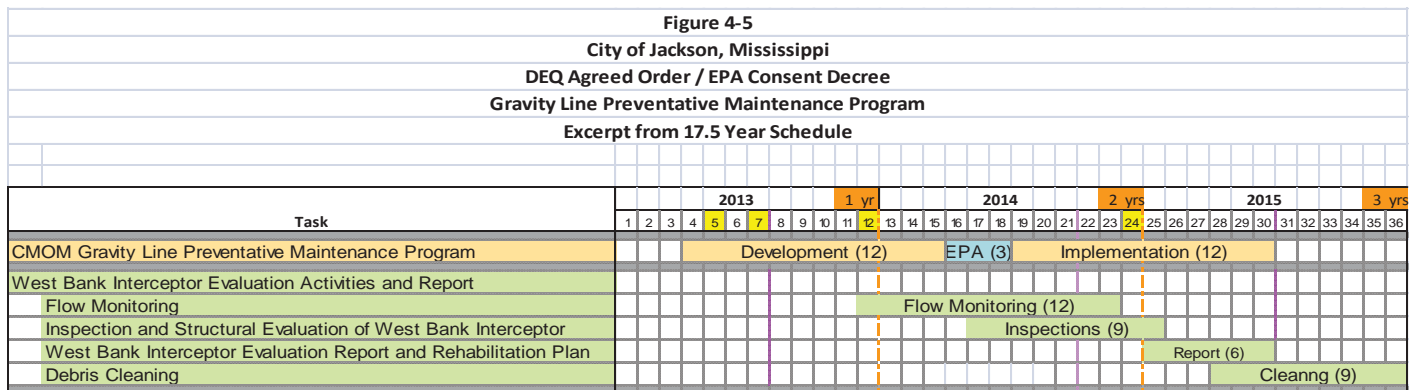 Figure 4-5
City of Jackson, Mississippi
DEQ Agreed Order / EPA Consent Decree
Gravity Line Preventative Maintenance Program
Excerpt from 17.5 Year Schedule
2013 1 yr 2014 2 yrs 2015 3 yrs
Task 1 2 3 4 5 6 7 8 9 10 11 12 13 14 15 16 17 18 19 20 21 22 23 24 25 26 27 28 29 30 31 32 33 34 35 36
CMOM Gravity Line Preventative Maintenance Program Development (12) EPA (3) Implementation (12)
West Bank Interceptor Evaluation Activities and Report
Flow Monitoring Flow Monitoring (12)
Inspection and Structural Evaluation of West Bank Interceptor Inspections (9)
West Bank Interceptor Evaluation Report and Rehabilitation Plan Report (6)
Debris Cleaning Cleanng (9)